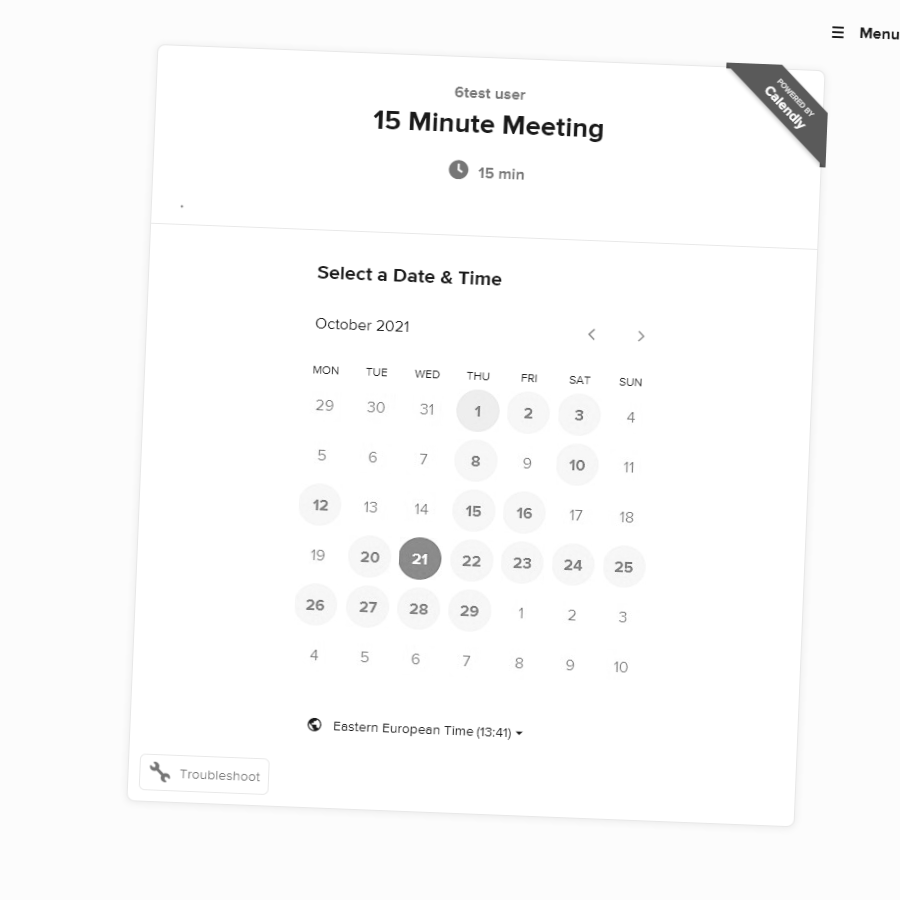 Menu
POWERED BY
Calendly
6test user
15 Minute Meeting
15 min
.
Select a Date & Time
October 2021
MON TUE WED THU FRI SAT SUN
29 30 31 1 2 3 4
5 6 7 8 9 10 11
12 13 14 15 16 17 18
19 20 21 22 23 24 25
26 27 28 29 1 2 3
4 5 6 7 8 9 10
Eastern European Time (13:41)
Troubleshoot